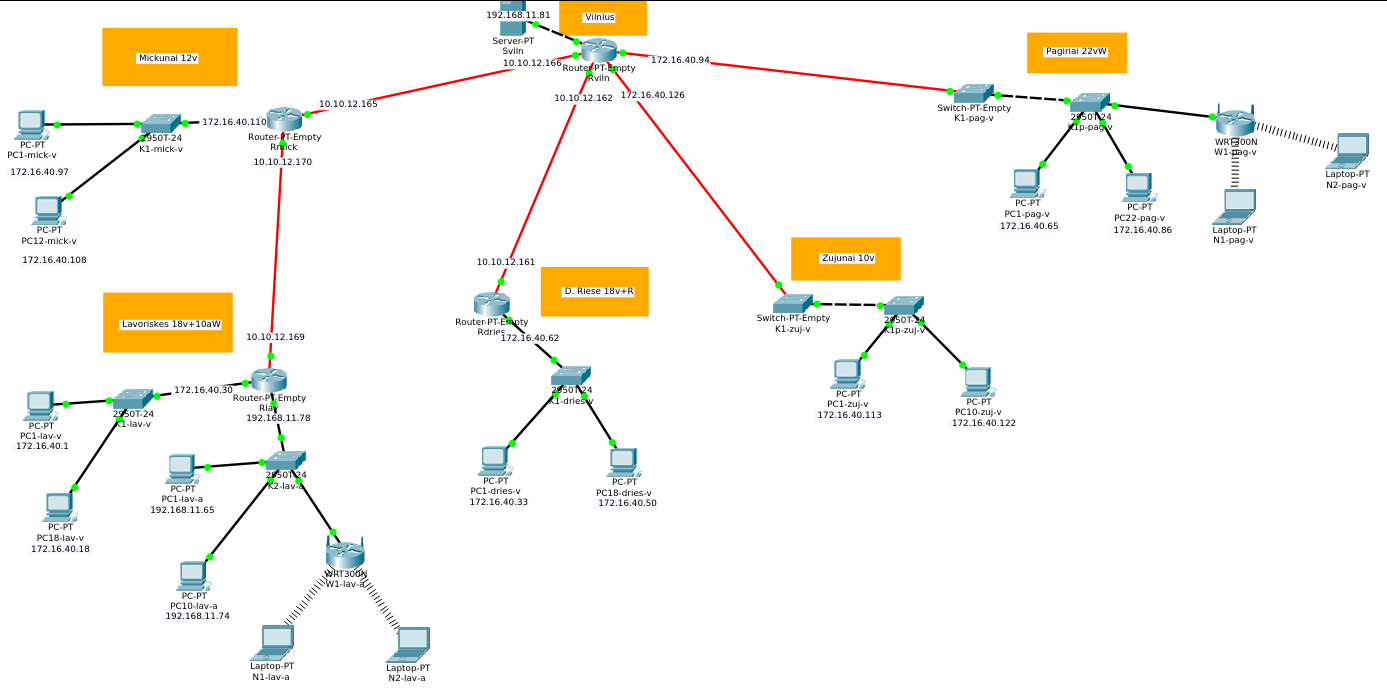 192.168.11.81
Server-PT
Sviln
Vilnius
10.10.12.166
Router-PT-Empty
Rviln
172.16.40.94
10.10.12.162
172.16.40.126
Mickunai 12v
10.10.12.165
Router-PT-Empty
Rmick
10.10.12.170
172.16.40.110
2950T-24
K1-mick-v
PC-PT
PC1-mick-v
172.16.40.97
PC-PT
PC12-mick-v
172.16.40.108
Pagiriai 22vW
Switch-PT-Empty
K1-pag-v
2950T-24
K1p-pag-v
WRT300N
W1-pag-v
Laptop-PT
N2-pag-v
PC-PT
PC1-pag-v
172.16.40.65
PC-PT
PC22-pag-v
172.16.40.86
Laptop-PT
N1-pag-v
Zujunai 10v
Switch-PT-Empty
K1-zuj-v
2950T-24
K1p-zuj-v
PC-PT
PC1-zuj-v
172.16.40.113
PC-PT
PC10-zuj-v
172.16.40.122
10.10.12.161
D. Riese 18v+R
Router-PT-Empty
Rdries
172.16.40.62
2950T-24
K1-dries-v
PC-PT
PC1-dries-v
172.16.40.33
PC-PT
PC18-dries-v
172.16.40.50
Lavoriskes 18v+10aW
10.10.12.169
172.16.40.30
Router-PT-Empty
Rlav
192.168.11.78
2950T-24
K1-lav-v
PC-PT
PC1-lav-v
172.16.40.1
PC-PT
PC18-lav-v
172.16.40.18
2950T-24
K2-lav-a
PC-PT
PC1-lav-a
192.168.11.65
PC-PT
PC10-lav-a
192.168.11.74
WRT300N
W1-lav-a
Laptop-PT
N1-lav-a
Laptop-PT
N2-lav-a